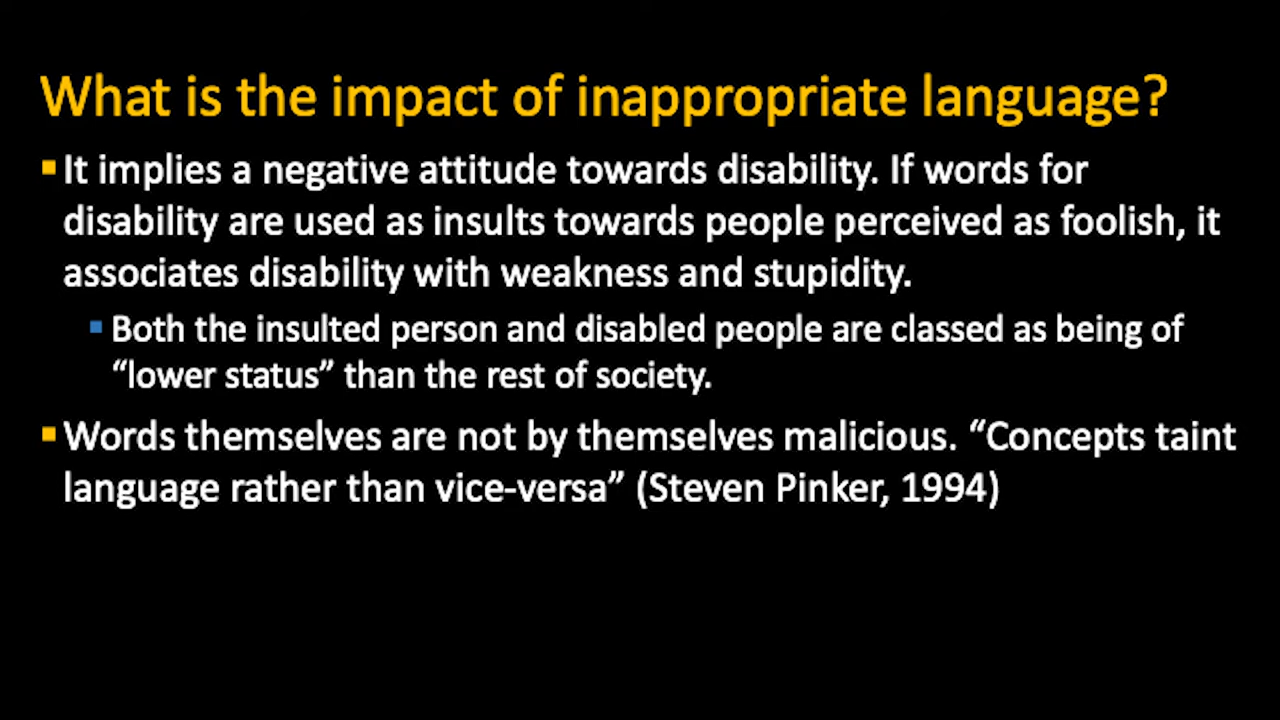 What is the impact of inappropriate language?
It implies a negative attitude towards disability. If words for
disability are used as insults towards people perceived as foolish, it
associates disability with weakness and stupidity.
Both the insulted person and disabled people are classed as being of
“lower status” than the rest of society.
Words themselves are not by themselves malicious. “Concepts taint
language rather than vice-versa” (Steven Pinker, 1994)